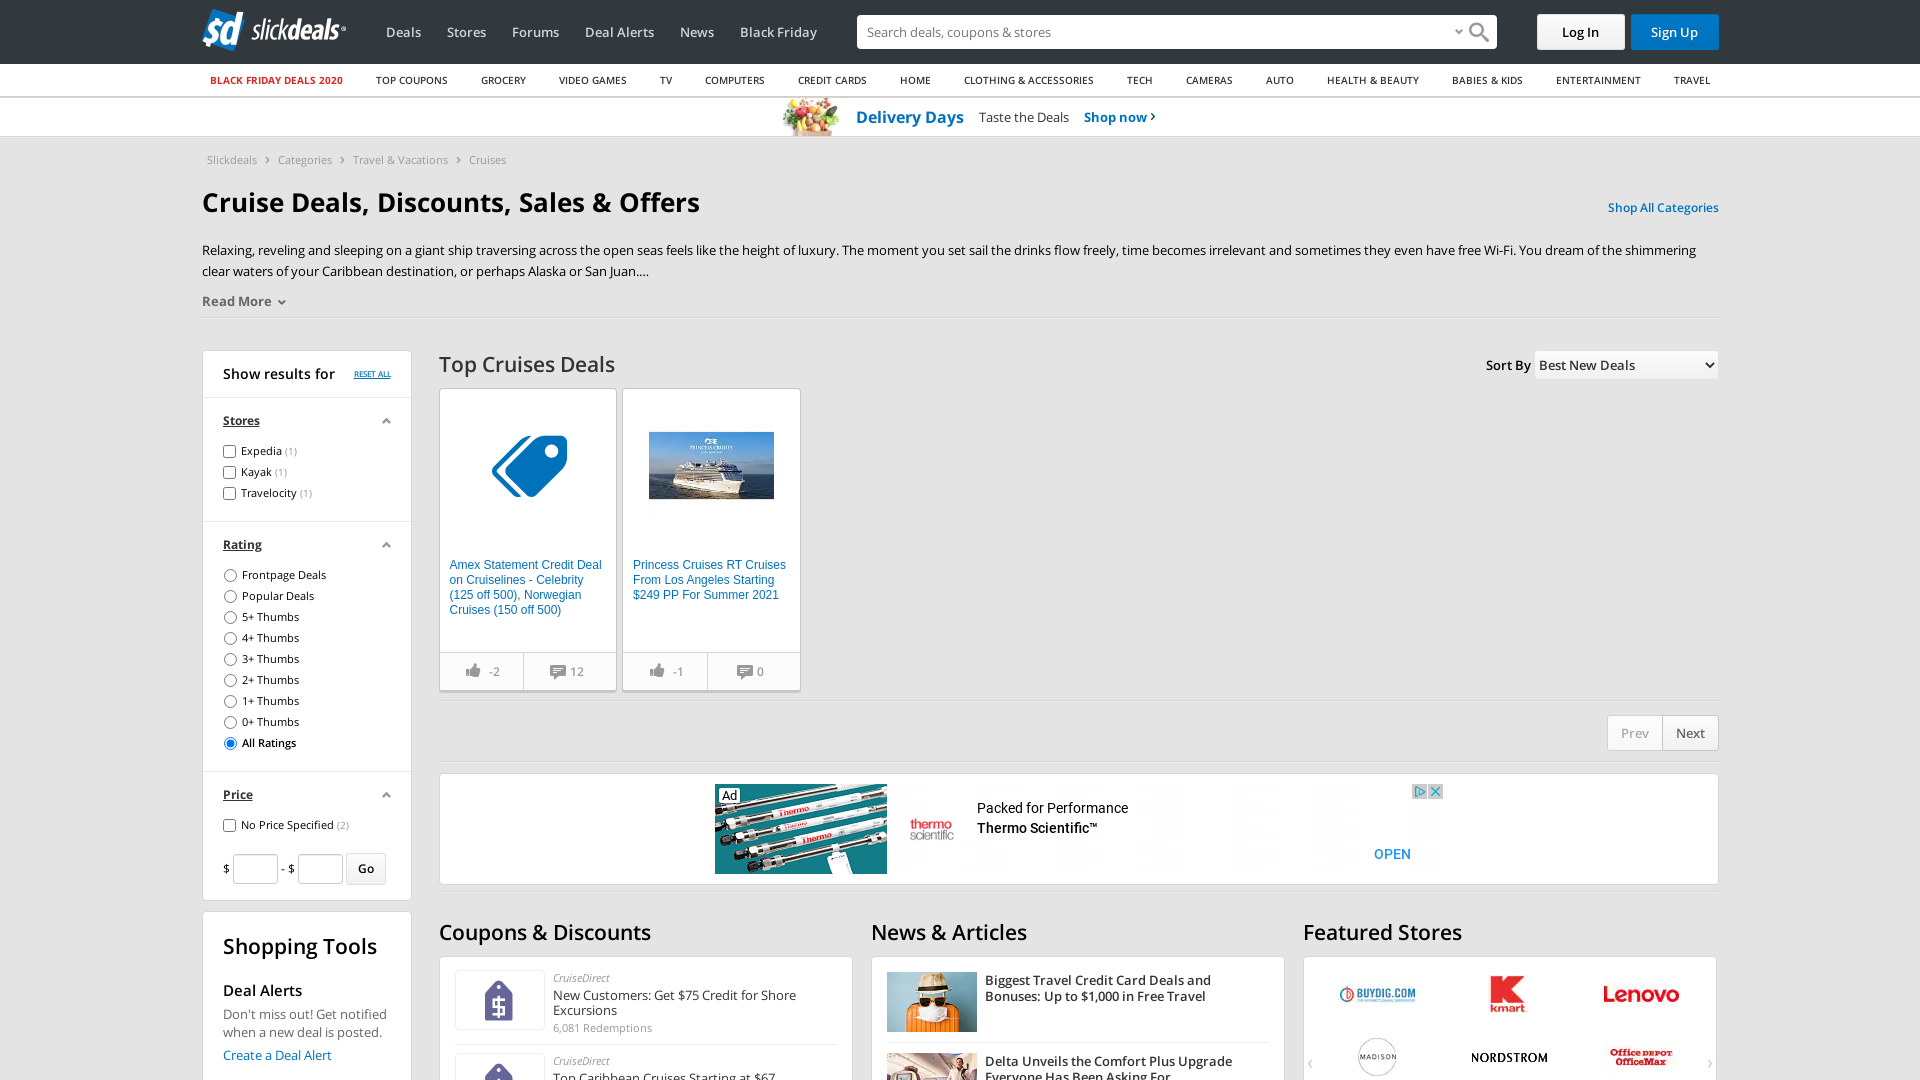 slickdeals
Deals
Stores
Forums
Deal Alerts
News
Black Friday
Search deals, coupons & shopping
Log In
Sign Up
BLACK FRIDAY DEALS 2020
TOP COUPONS
GROCERY
VIDEO GAMES
TV
COMPUTERS
CREDIT CARDS
HOME
CLOTHING & ACCESSORIES
TECH
CAMERAS
AUTO
HEALTH & BEAUTY
BABIES & KIDS
ENTERTAINMENT
TRAVEL
Delivery Days Taste the Deals Shop now
Slickdeals > Categories > Travel & Vacations > Cruises
Cruise Deals, Discounts, Sales & Offers
Shop All Categories
Relaxing, reveling and sleeping on a giant ship traversing across the open seas feels like the height of luxury. The moment you set sail the drinks flow freely, time becomes irrelevant and sometimes they even have free Wi-Fi. You dream of the shimmering
clear waters of your Caribbean destination, or perhaps Alaska or San Juan.…
Read More
Show results for RESET ALL
Stores
Expedia (1)
Kayak (1)
Travelocity (1)
Rating
Frontpage Deals
Popular Deals
5+ Thumbs
4+ Thumbs
3+ Thumbs
2+ Thumbs
1+ Thumbs
0+ Thumbs
All Ratings
Price
No Price Specified (2)
$ - $ Go
Shopping Tools
Deal Alerts
Don't miss out! Get notified
when a new deal is posted.
Create a Deal Alert
Top Cruises Deals
Sort By Best New Deals
Amex Statement Credit Deal
on Cruiselines - Celebrity
(125 off 500), Norwegian
Cruises (150 off 500)
-2 12
PRINCESS CRUISES
Princess Cruises RT Cruises
From Los Angeles Starting
$249 PP For Summer 2021
-1 0
Prev Next
Ad
Thermo
Thermo
thermo
scientific
Packed for Performance
Thermo Scientific™
OPEN
Coupons & Discounts
CruiseDirect
New Customers: Get $75 Credit for Shore
Excursions
6,081 Redemptions
CruiseDirect
Top Caribbean Cruises Starting at $67
News & Articles
Biggest Travel Credit Card Deals and
Bonuses: Up to $1,000 in Free Travel
Delta Unveils the Comfort Plus Upgrade
Everyone Has Been Asking For
Featured Stores
BUYDIG.COM
kmart
Lenovo
MADISON
NORDSTROM
Office DEPOT
OfficeMax